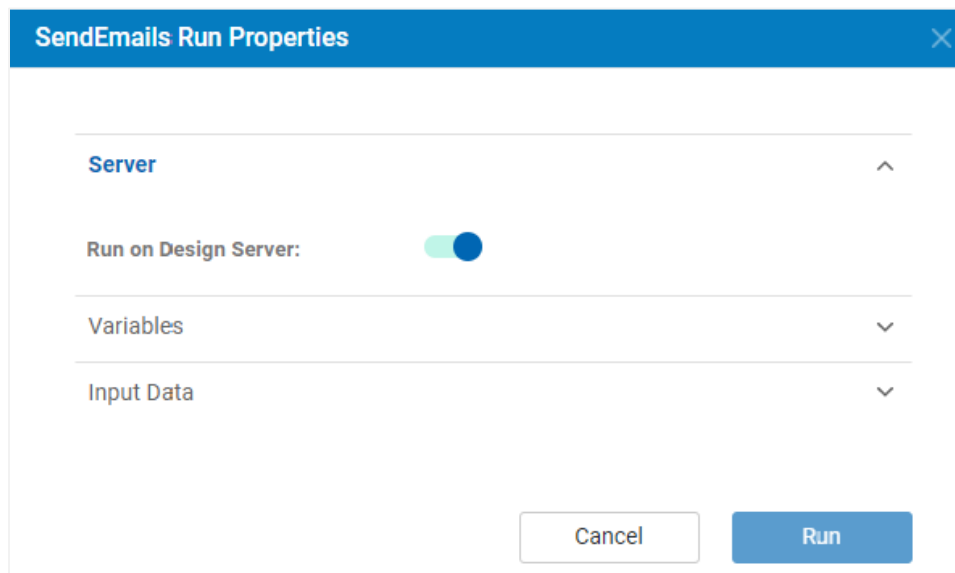 SendEmails Run Properties
Server
Run on Design Server:
Variables
Input Data
Cancel
Run